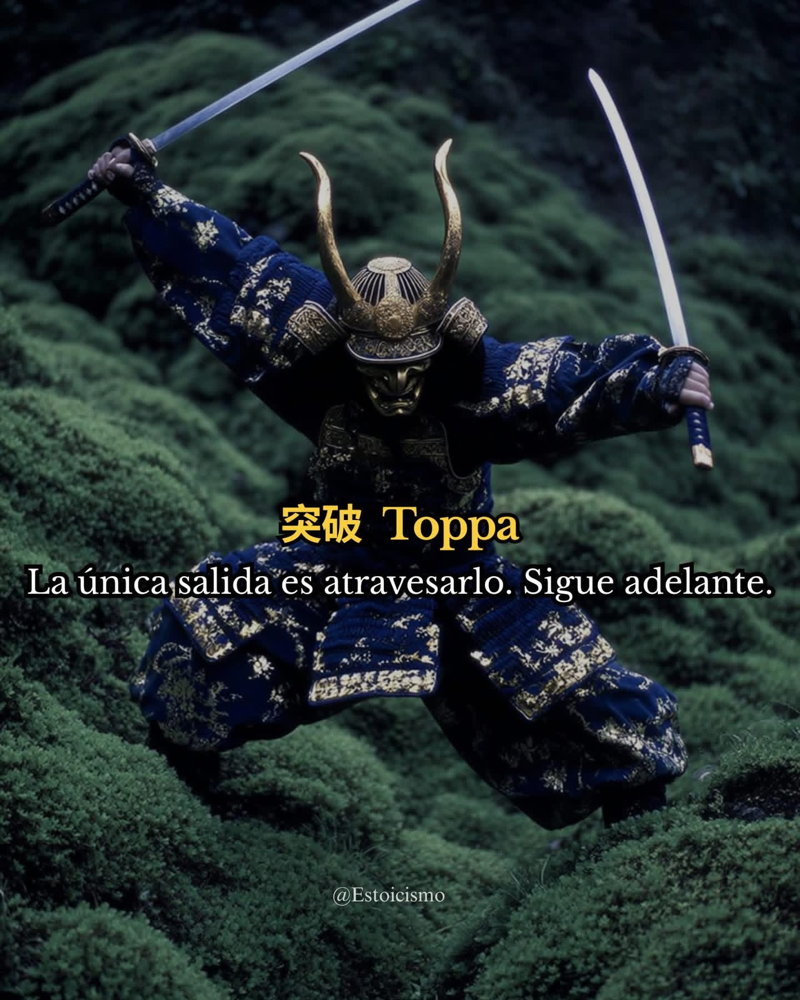 突破 Toppa
La única salida es atravesarlo. Sigue adelante.
@Estoicismo